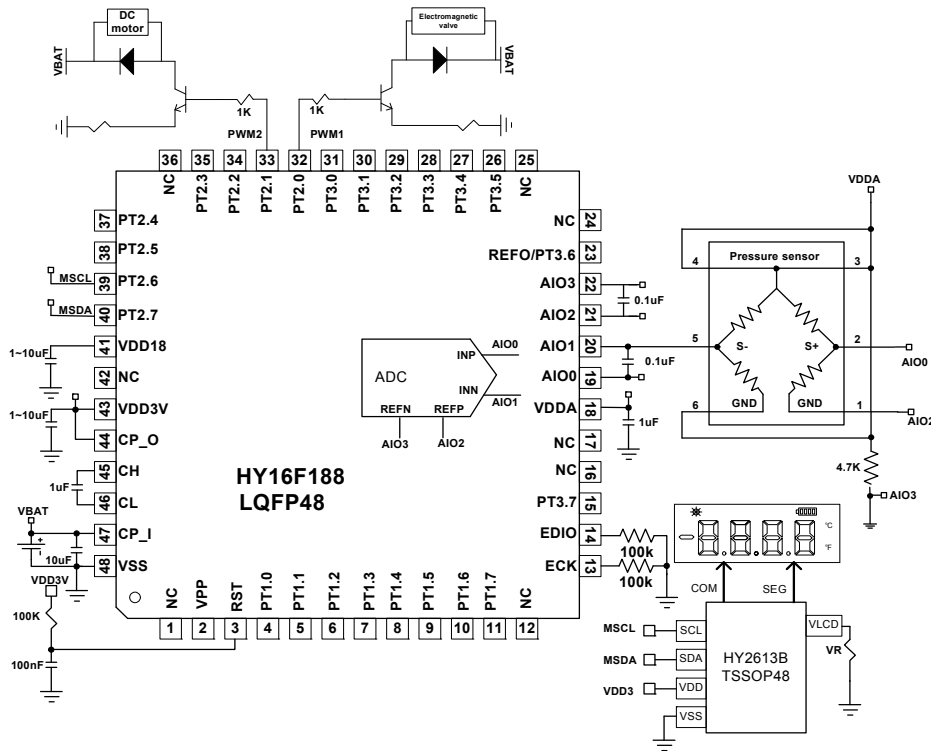 DC
motor
Electromagnetic
valve
VBAT
VBAT
1K
1K
PWM2
PWM1
36
35
34
33
32
31
30
29
28
27
26
25
NC
PT2.3
PT2.2
PT2.1
PT2.0
PT3.0
PT3.1
PT3.2
PT3.3
PT3.4
PT3.5
NC
37 PT2.4
38 PT2.5
MSCL 39 PT2.6
MSDA 40 PT2.7
1~10uF 41 VDD18
42 NC
1~10uF 43 VDD3V
44 CP_O
45 CH
1uF
46 CL
VBAT
47 CP_I
+
10uF
48 VSS
VDD3V
100K
100nF
NC 24
REFO/PT3.6 23
AIO3 22
0.1uF
AIO2 21
AIO1 20
0.1uF
AIO0 19
VDDA 18
1uF
NC 17
NC 16
PT3.7 15
EDIO 14
100k
ECK 13
100k
ADC
INP
AIO0
INN
AIO1
REFN
REFP
AIO3
AIO2
HY16F188
LQFP48
NC
VPP
RST
PT1.0
PT1.1
PT1.2
PT1.3
PT1.4
PT1.5
PT1.6
PT1.7
NC
1
2
3
4
5
6
7
8
9
10
11
12
VDDA
4
Pressure sensor
3
5
S-
S+
2
AIO0
6
GND
GND
1
AIO2
4.7K
AIO3
8.8.8.8
°C
°F
COM
SEG
MSCL
SCL
MSDA
SDA
VDD3
VDD
VSS
HY2613B
TSSOP48
VLCD
VR